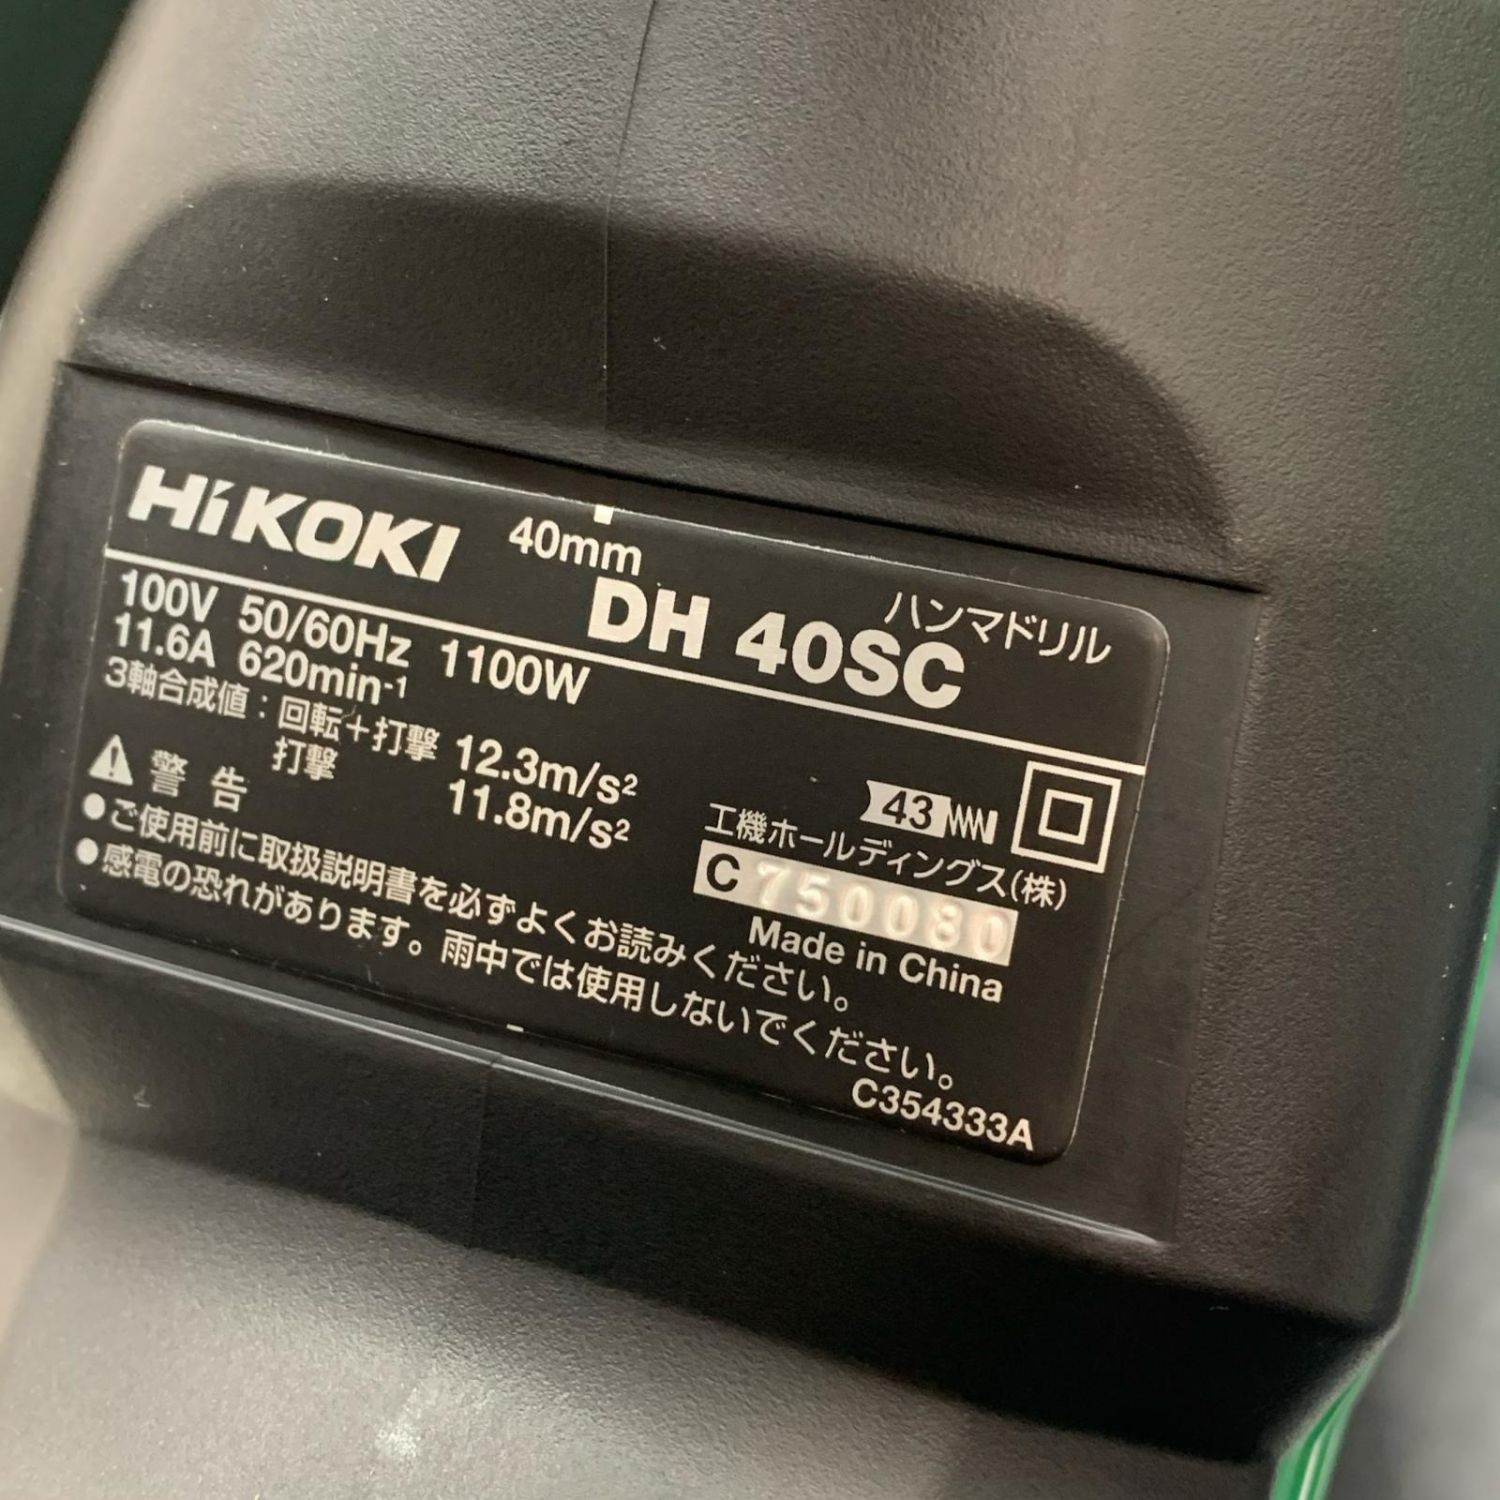 HiKOKI 40mm DH 40SC ハンマドリル
100V 50/60Hz 1100W
11.6A 620min-1
3軸合成値：回転＋打撃 12.3m/s²
打撃 11.8m/s²
43
工機ホールディングス(株)
C 750080
Made in China
警告
●ご使用前に取扱説明書を必ずよくお読みください。
●感電の恐れがあります。雨中では使用しないでください。
C354333A